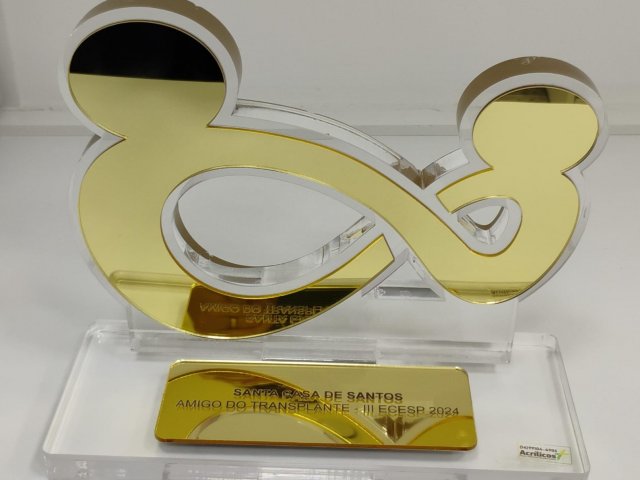 SANTA CASA DE SANTOS
AMIGO DO TRANSPLANTE - III ECESP 2024
Acrílicos